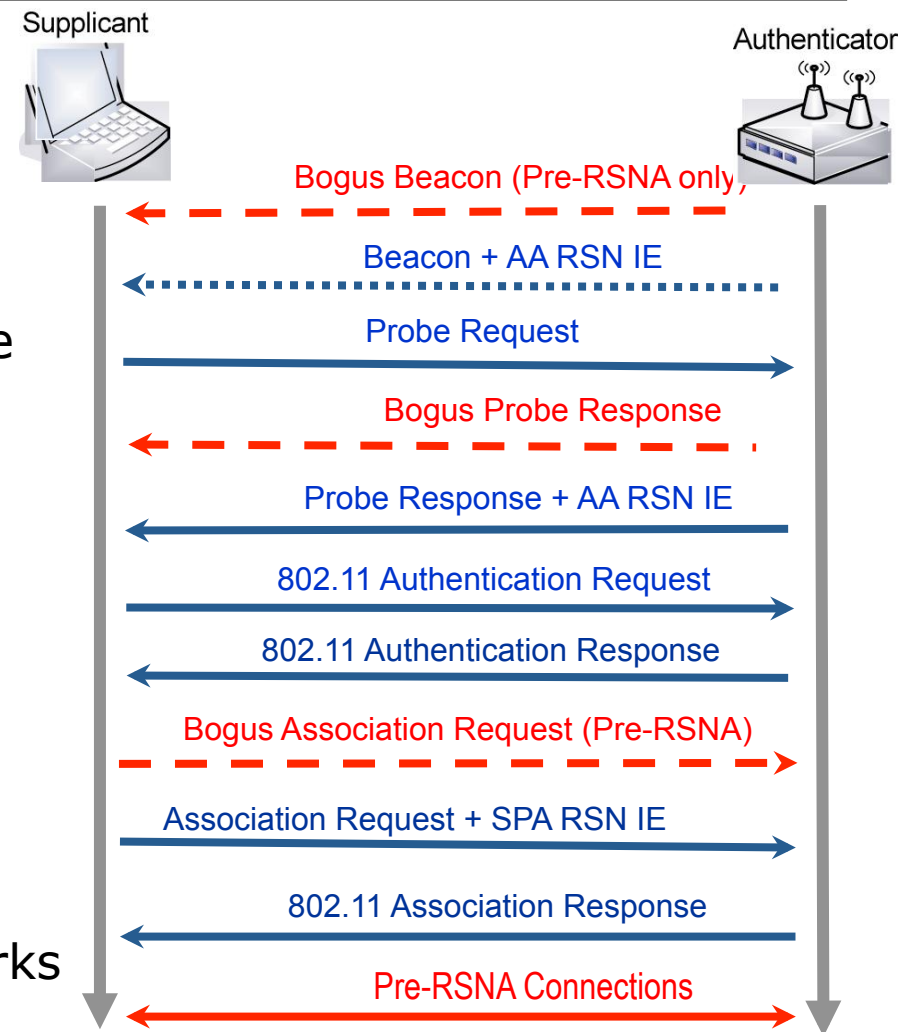 Supplicant
Authenticator
Bogus Beacon (Pre-RSNA only)
Beacon + AA RSN IE
Probe Request
e
Bogus Probe Response
Probe Response + AA RSN IE
802.11 Authentication Request
802.11 Authentication Response
Bogus Association Request (Pre-RSNA)
Association Request + SPA RSN IE
802.11 Association Response
rks
Pre-RSNA Connections